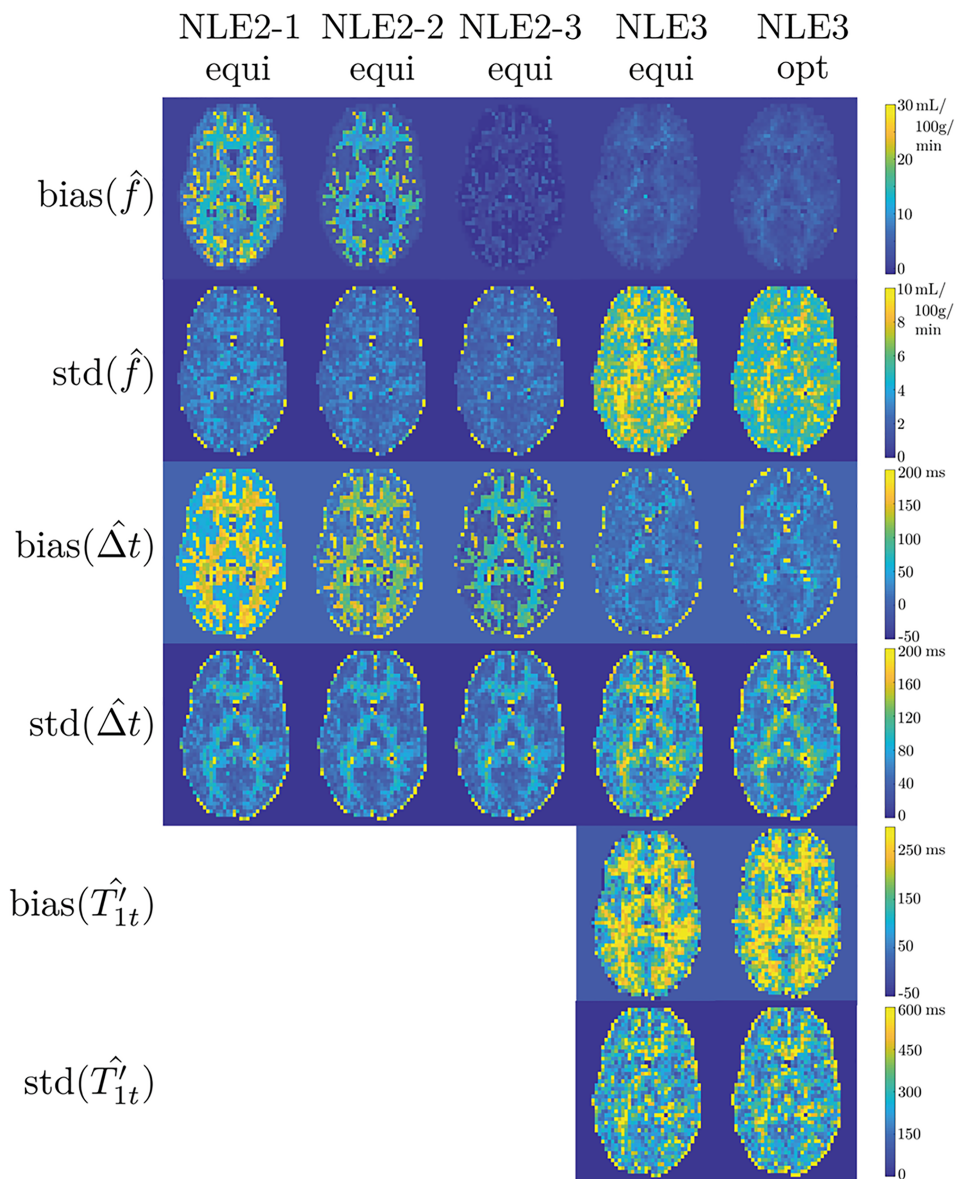 NLE2-1 NLE2-2 NLE2-3 NLE3 NLE3
equi equi equi equi opt
bias(f̂)
30 mL/
100g/
min
20
10
0
std(f̂)
10 mL/
100g/
min
8
6
4
2
0
bias(Δ̂t)
200 ms
150
100
50
0
-50
std(Δ̂t)
200 ms
160
120
80
40
0
bias(T̂′1t)
250 ms
150
50
-50
std(T̂′1t)
600 ms
450
300
150
0